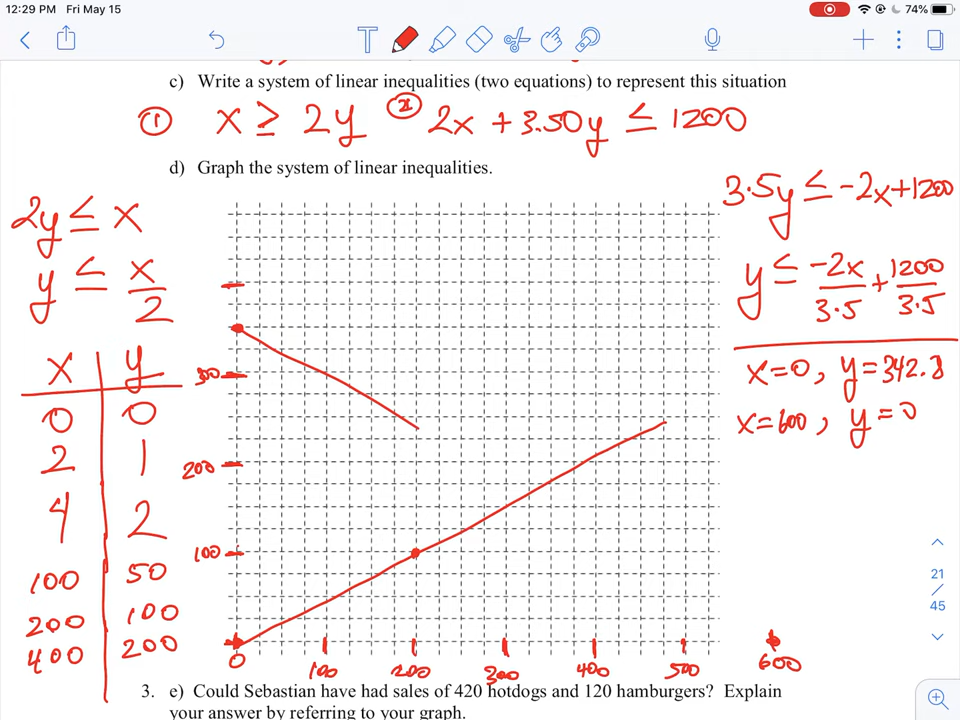 12:29 PM Fri May 15
74%
T
c) Write a system of linear inequalities (two equations) to represent this situation
① x ≥ 2y ② 2x + 3.50y ≤ 1200
d) Graph the system of linear inequalities.
2y ≤ x
y ≤ x/2
x | y
0 | 0
2 | 1
4 | 2
100 | 50
200 | 100
400 | 200
3.5y ≤ -2x+1200
y ≤ -2x/3.5 + 1200/3.5
x=0, y=342.8
x=600, y=0
300
200
100
0 100 200 300 400 500 600
21
/
45
3. e) Could Sebastian have had sales of 420 hotdogs and 120 hamburgers? Explain
your answer by referring to your graph.